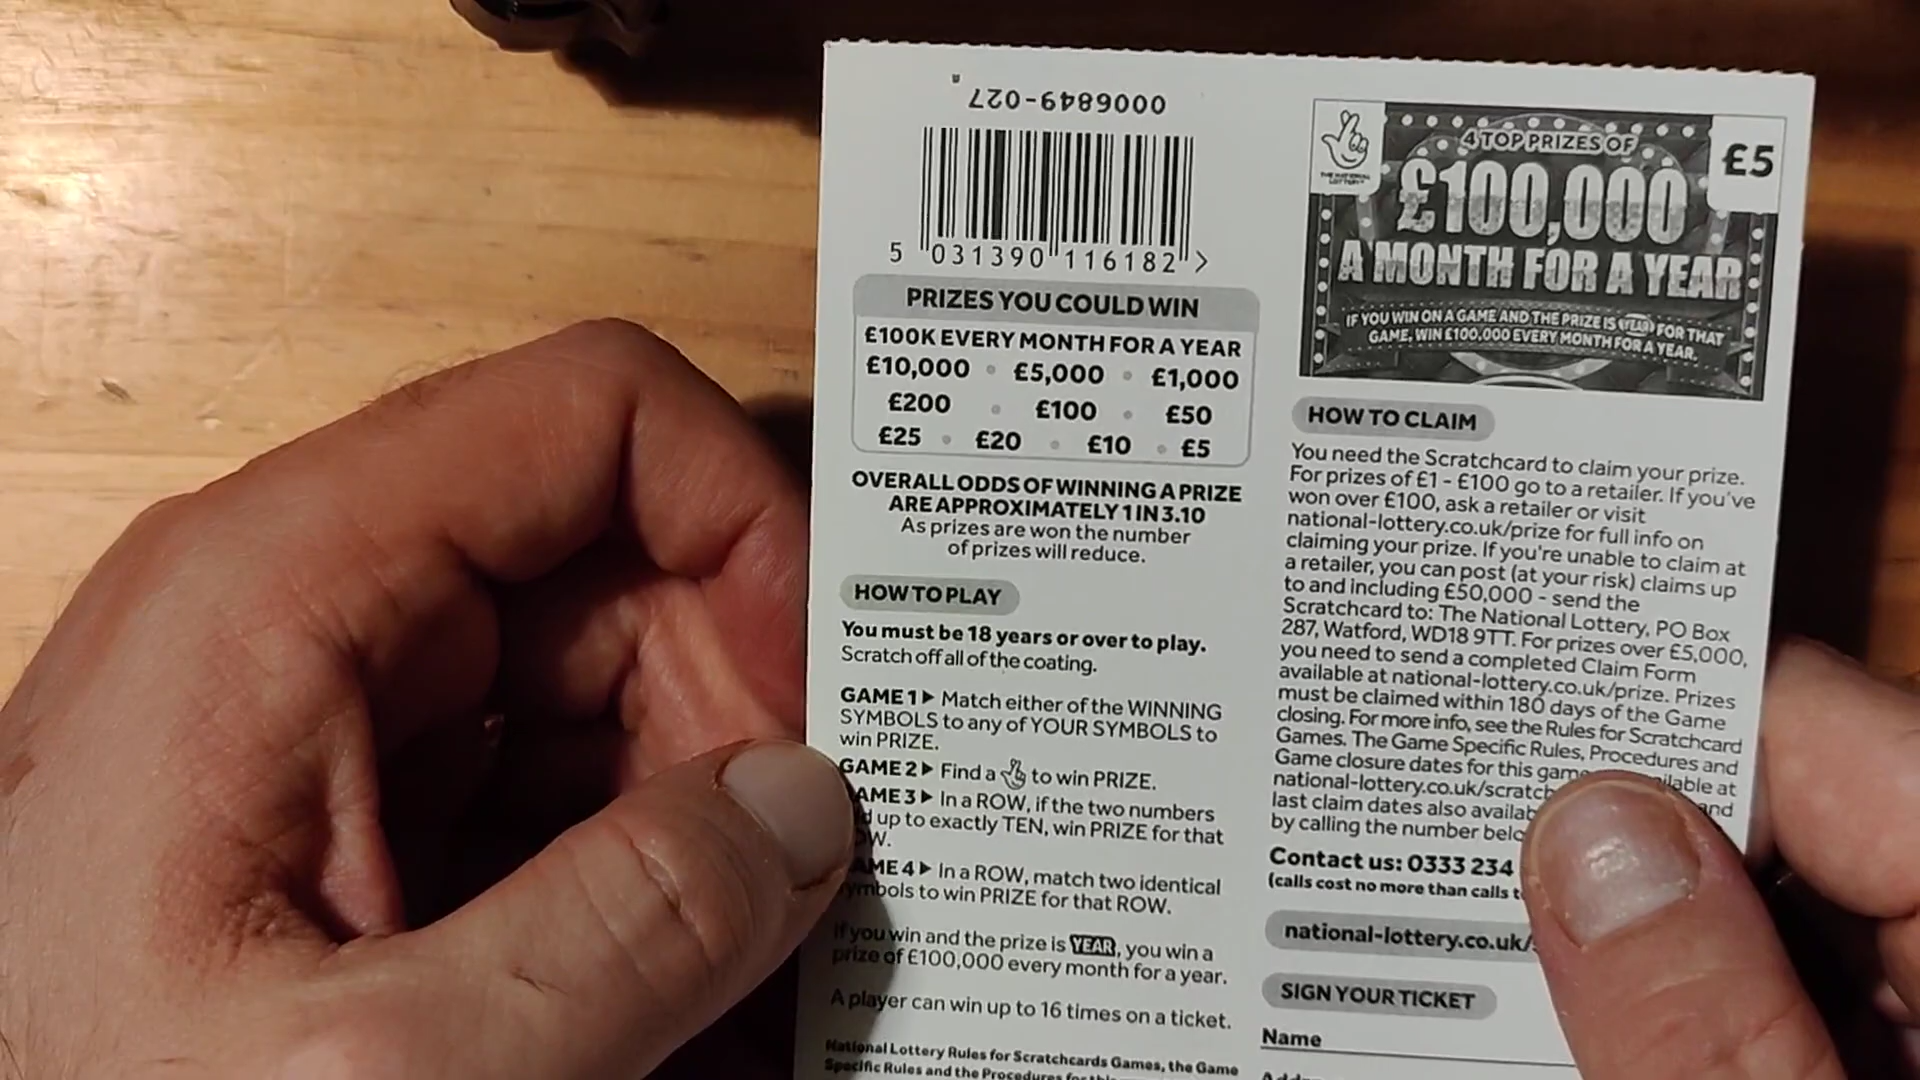 0006849-027
5 031390 116182 >
PRIZES YOU COULD WIN
£100K EVERY MONTH FOR A YEAR
£10,000 • £5,000 • £1,000
£200 • £100 • £50
£25 • £20 • £10 • £5
OVERALL ODDS OF WINNING A PRIZE
ARE APPROXIMATELY 1 IN 3.10
As prizes are won the number
of prizes will reduce.
HOW TO PLAY
You must be 18 years or over to play.
Scratch off all of the coating.
GAME 1 ▶ Match either of the WINNING
SYMBOLS to any of YOUR SYMBOLS to
win PRIZE.
GAME 2 ▶ Find a to win PRIZE.
AME 3 ▶ In a ROW, if the two numbers
d up to exactly TEN, win PRIZE for that
OW.
AME 4 ▶ In a ROW, match two identical
ymbols to win PRIZE for that ROW.
If you win and the prize is YEAR, you win a
prize of £100,000 every month for a year.
A player can win up to 16 times on a ticket.
National Lottery Rules for Scratchcards Games, the Game
Specific Rules and the Procedures for this
THE NATIONAL
LOTTERY
4 TOP PRIZES OF
£5
£100,000
A MONTH FOR A YEAR
IF YOU WIN ON A GAME AND THE PRIZE IS YEAR FOR THAT
GAME, WIN £100,000 EVERY MONTH FOR A YEAR.
HOW TO CLAIM
You need the Scratchcard to claim your prize.
For prizes of £1 - £100 go to a retailer. If you've
won over £100, ask a retailer or visit
national-lottery.co.uk/prize for full info on
claiming your prize. If you're unable to claim at
a retailer, you can post (at your risk) claims up
to and including £50,000 - send the
Scratchcard to: The National Lottery, PO Box
287, Watford, WD18 9TT. For prizes over £5,000,
you need to send a completed Claim Form
available at national-lottery.co.uk/prize. Prizes
must be claimed within 180 days of the Game
closing. For more info, see the Rules for Scratchcard
Games. The Game Specific Rules, Procedures and
Game closure dates for this game ilable at
national-lottery.co.uk/scratch and
last claim dates also availab
by calling the number belo
Contact us: 0333 234
(calls cost no more than calls t
national-lottery.co.uk/
SIGN YOUR TICKET
Name